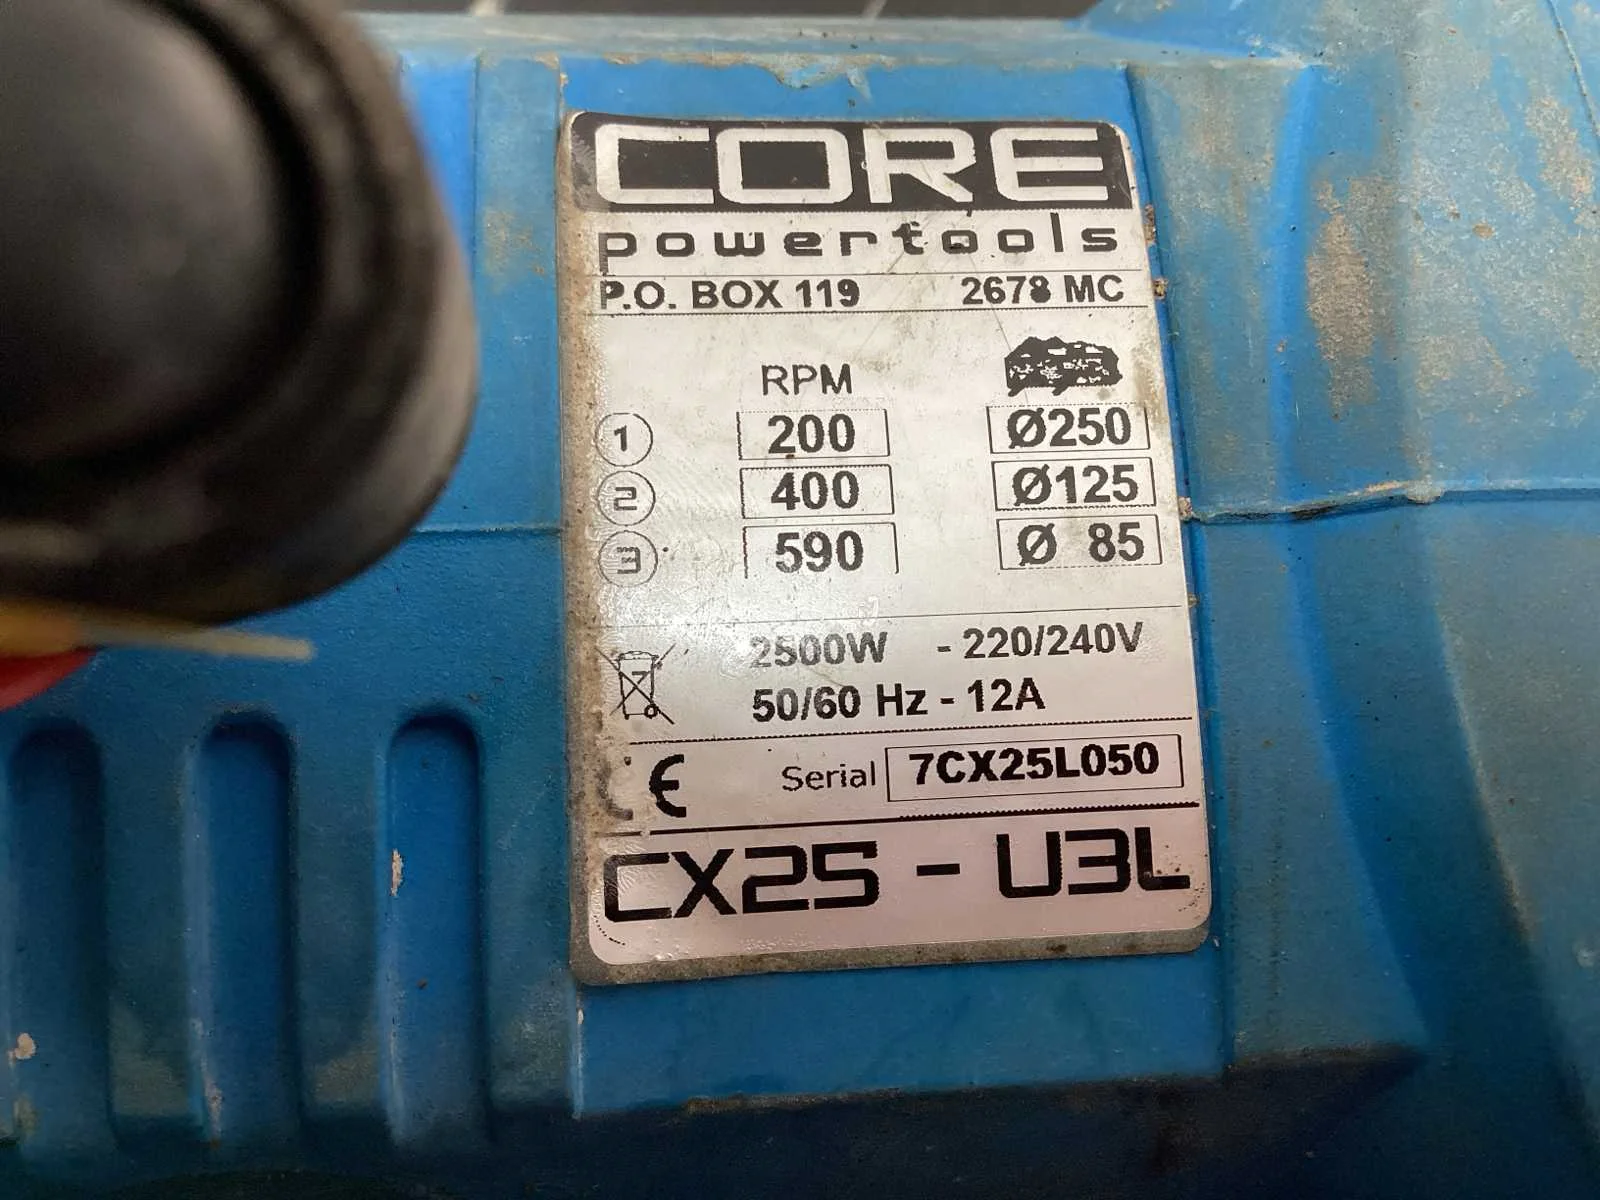 CORE
powertools
P.O. BOX 119 2678 MC
RPM
1 200 Ø250
2 400 Ø125
3 590 Ø 85
2500W - 220/240V
50/60 Hz - 12A
CE Serial 7CX25L050
CX25 - U3L